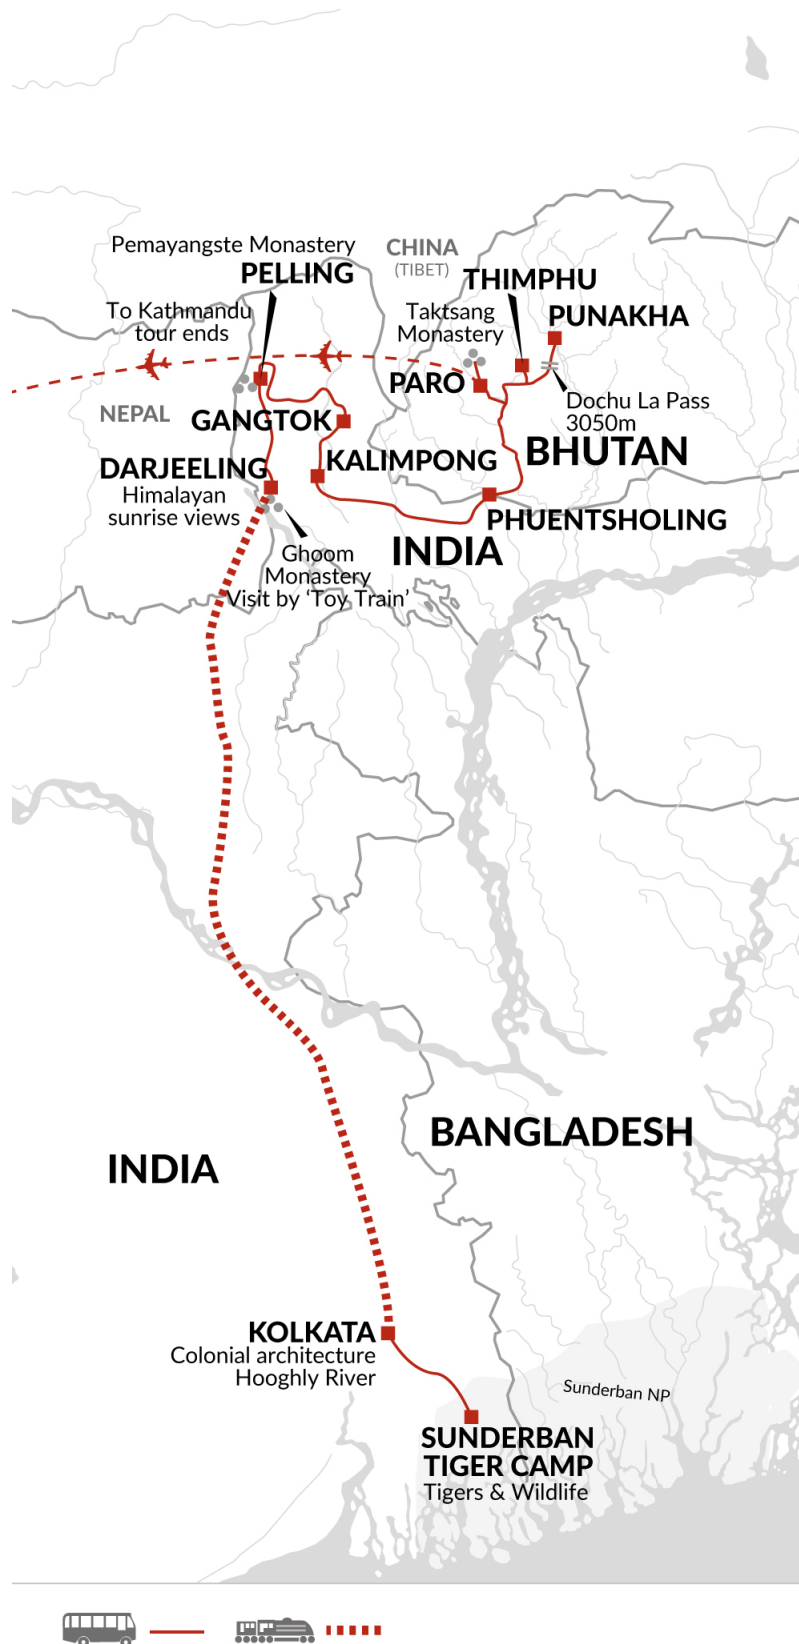 Pemayangste Monastery
PELLING
CHINA
(TIBET)
THIMPHU
To Kathmandu
tour ends
Taktsang
Monastery
PUNAKHA
PARO
NEPAL
GANGTOK
Dochu La Pass
3050m
BHUTAN
DARJEELING
Himalayan
sunrise views
KALIMPONG
PHUENTSHOLING
INDIA
Ghoom
Monastery
Visit by ‘Toy Train’
BANGLADESH
INDIA
KOLKATA
Colonial architecture
Hooghly River
Sunderban NP
SUNDERBAN
TIGER CAMP
Tigers & Wildlife